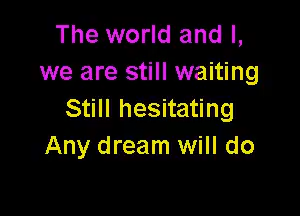 The world and I,
we are still waiting
Still hesitating
Any dream will do